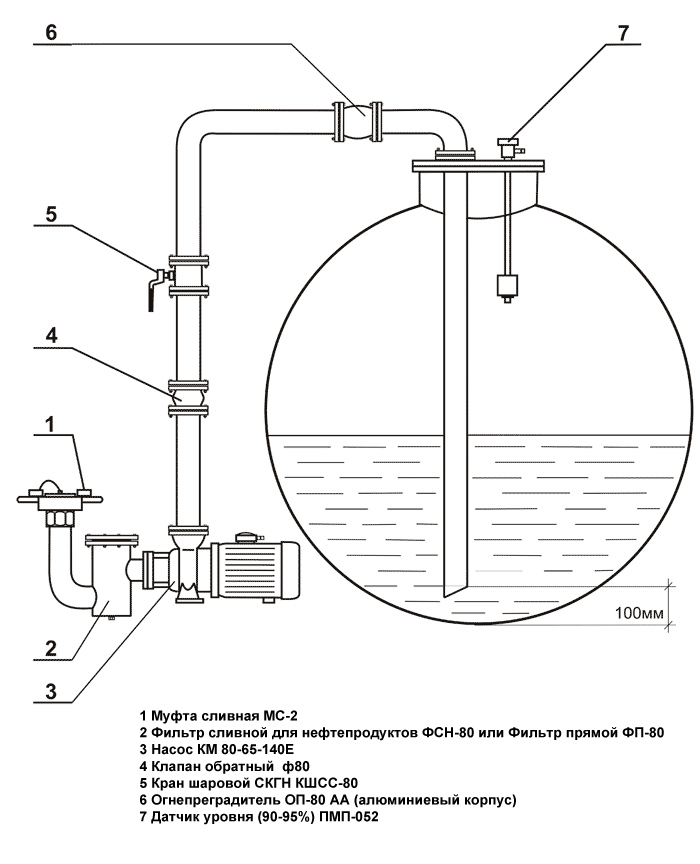 6
7
5
4
1
100мм
2
3
1 Муфта сливная МС-2
2 Фильтр сливной для нефтепродуктов ФСН-80 или Фильтр прямой ФП-80
3 Насос КМ 80-65-140Е
4 Клапан обратный ф80
5 Кран шаровой СКГН КШСС-80
6 Огнепреградитель ОП-80 АА (алюминиевый корпус)
7 Датчик уровня (90-95%) ПМП-052